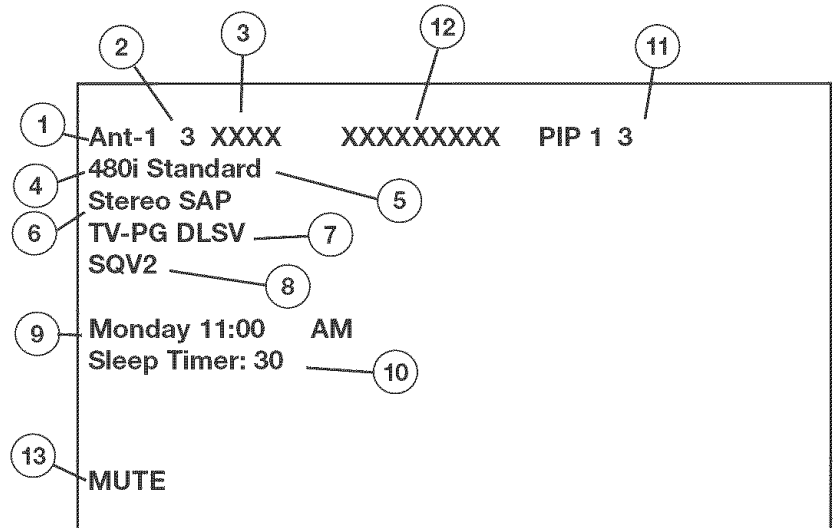 2 3 12 11
1 Ant-1 3 XXXX XXXXXXXXX PIP 1 3
4 480i Standard 5
6 Stereo SAP
TV-PG DLSV 7
SQV2 8
9 Monday 11:00 AM
Sleep Timer: 30 10
13 MUTE